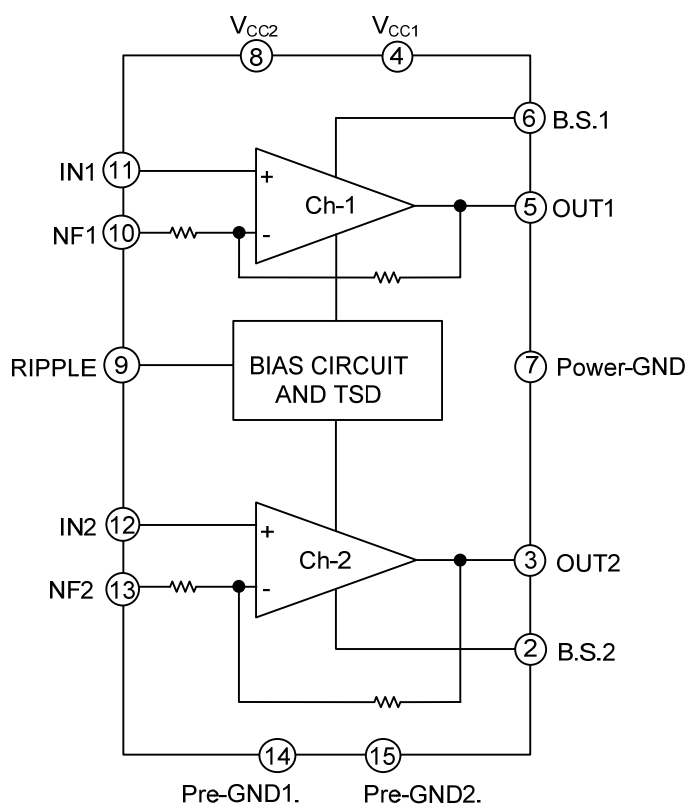 VCC2 VCC1
8 4
6 B.S.1
IN1 11
+
Ch-1
5 OUT1
NF1 10
-
RIPPLE 9
BIAS CIRCUIT
AND TSD
7 Power-GND
IN2 12
+
Ch-2
3 OUT2
NF2 13
-
2 B.S.2
14 15
Pre-GND1. Pre-GND2.